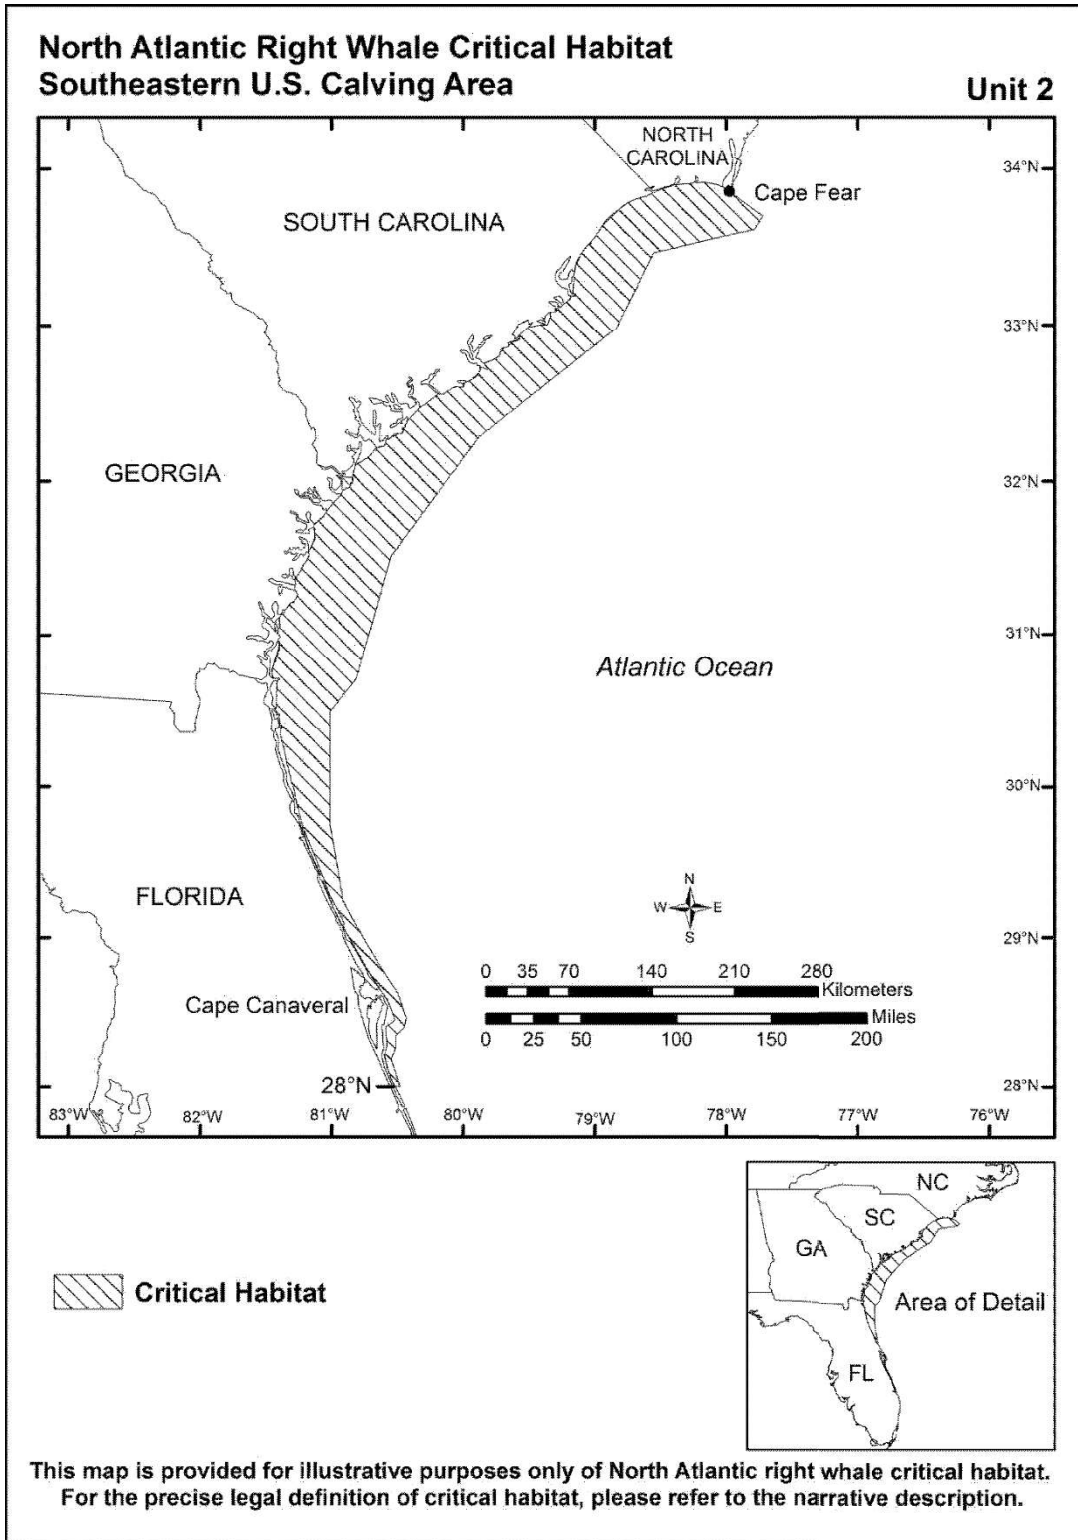 North Atlantic Right Whale Critical Habitat
Southeastern U.S. Calving Area
Unit 2
NORTH
CAROLINA
34°N
Cape Fear
SOUTH CAROLINA
33°N
GEORGIA
32°N
31°N
Atlantic Ocean
30°N
FLORIDA
N
W E
S
29°N
0 35 70 140 210 280
Kilometers
Cape Canaveral
Miles
0 25 50 100 150 200
28°N
28°N
83°W 82°W 81°W 80°W 79°W 78°W 77°W 76°W
NC
SC
GA
Area of Detail
FL
Critical Habitat
This map is provided for illustrative purposes only of North Atlantic right whale critical habitat.
For the precise legal definition of critical habitat, please refer to the narrative description.